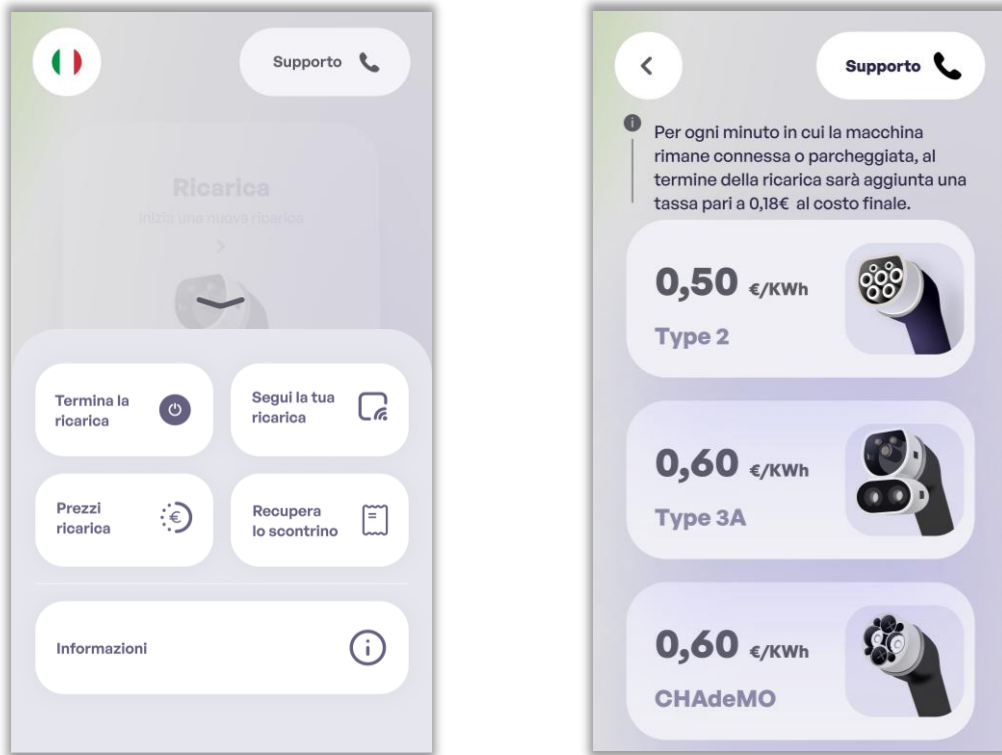 Supporto
Ricarica
Inizia una nuova ricarica
Termina la
ricarica
Segui la tua
ricarica
Prezzi
ricarica
Recupera
lo scontrino
Informazioni
Supporto
Per ogni minuto in cui la macchina
rimane connessa o parcheggiata, al
termine della ricarica sarà aggiunta una
tassa pari a 0,18€ al costo finale.
0,50 €/KWh
Type 2
0,60 €/KWh
Type 3A
0,60 €/KWh
CHAdeMO